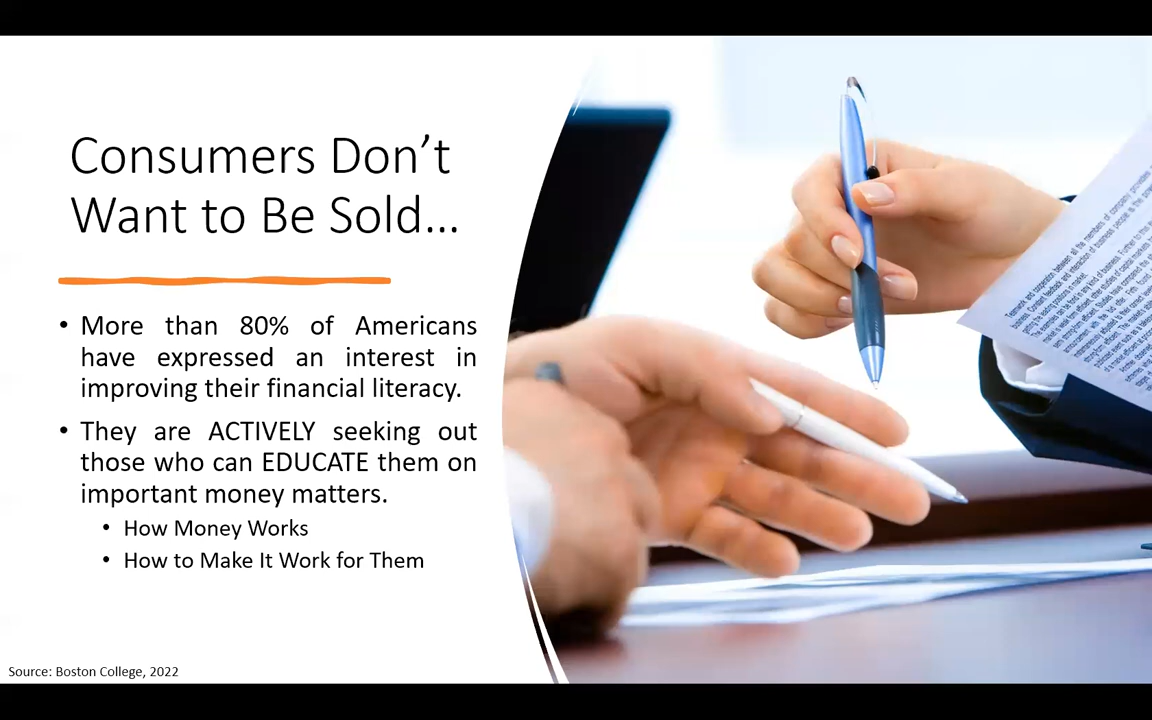 Consumers Don't
Want to Be Sold...
• More than 80% of Americans
have expressed an interest in
improving their financial literacy.
• They are ACTIVELY seeking out
those who can EDUCATE them on
important money matters.
• How Money Works
• How to Make It Work for Them
Source: Boston College, 2022